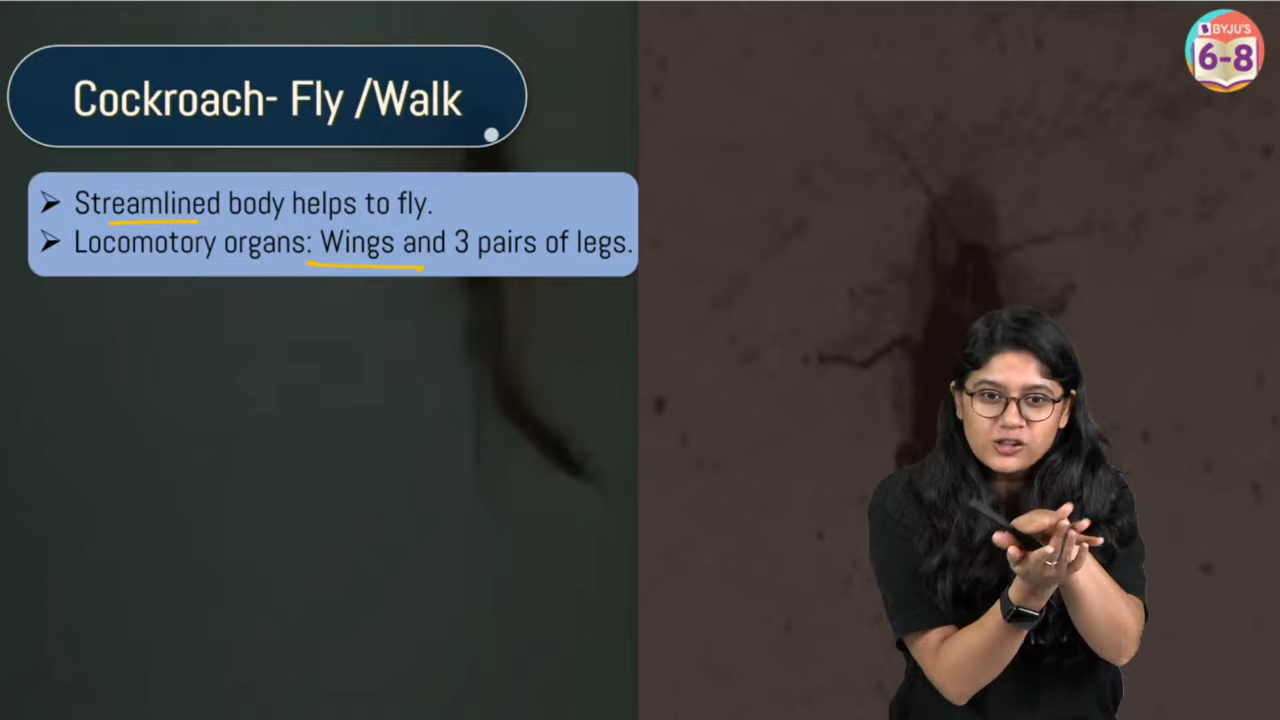 BYJU'S
6-8
Cockroach- Fly /Walk
➢ Streamlined body helps to fly.
➢ Locomotory organs: Wings and 3 pairs of legs.